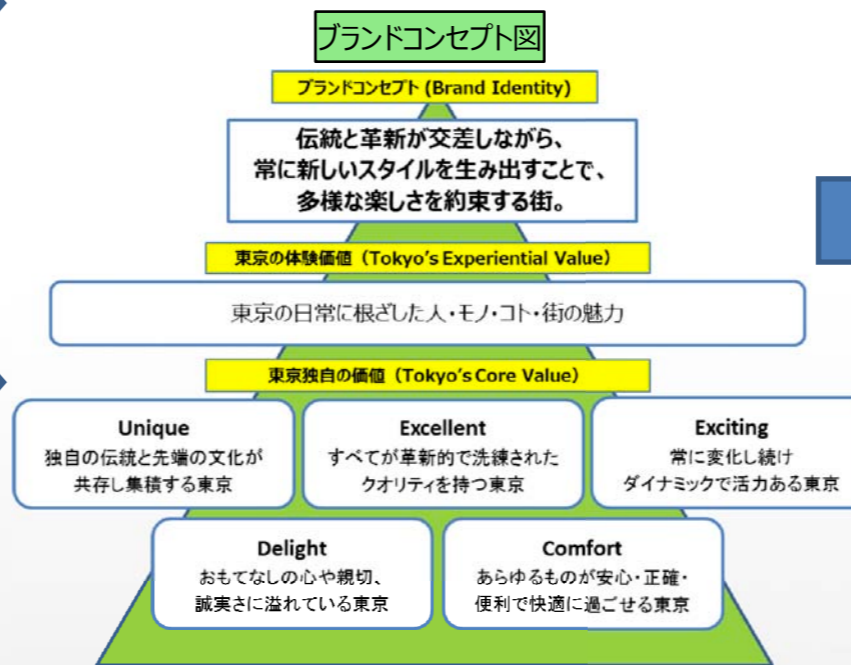 ブランドコンセプト図
ブランドコンセプト (Brand Identity)
伝統と革新が交差しながら、
常に新しいスタイルを生み出すことで、
多様な楽しさを約束する街。
東京の体験価値（Tokyo's Experiential Value）
東京の日常に根ざした人・モノ・コト・街の魅力
東京独自の価値（Tokyo's Core Value）
Unique
独自の伝統と先端の文化が
共存し集積する東京
Excellent
すべてが革新的で洗練された
クオリティを持つ東京
Exciting
常に変化し続け
ダイナミックで活力ある東京
Delight
おもてなしの心や親切、
誠実さに溢れている東京
Comfort
あらゆるものが安心・正確・
便利で快適に過ごせる東京